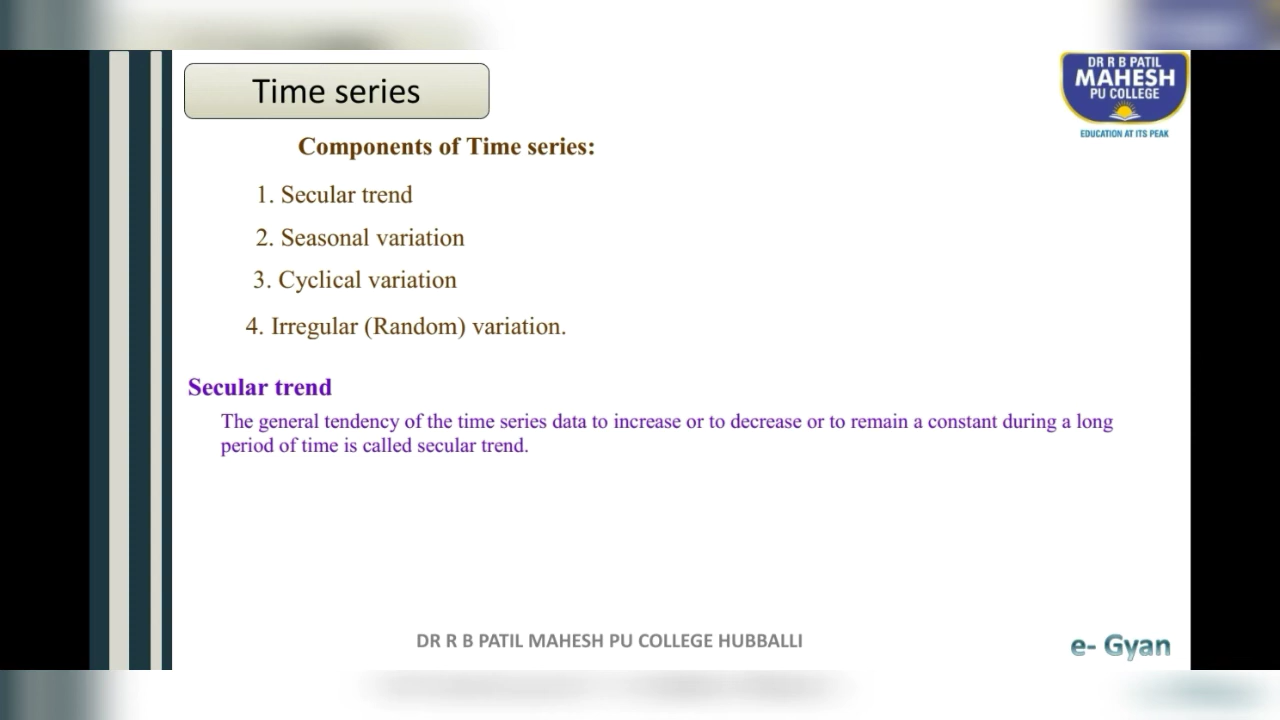 Time series
DR R B PATIL
MAHESH
PU COLLEGE
EDUCATION AT ITS PEAK
Components of Time series:
1. Secular trend
2. Seasonal variation
3. Cyclical variation
4. Irregular (Random) variation.
Secular trend
The general tendency of the time series data to increase or to decrease or to remain a constant during a long
period of time is called secular trend.
DR R B PATIL MAHESH PU COLLEGE HUBBALLI
e- Gyan